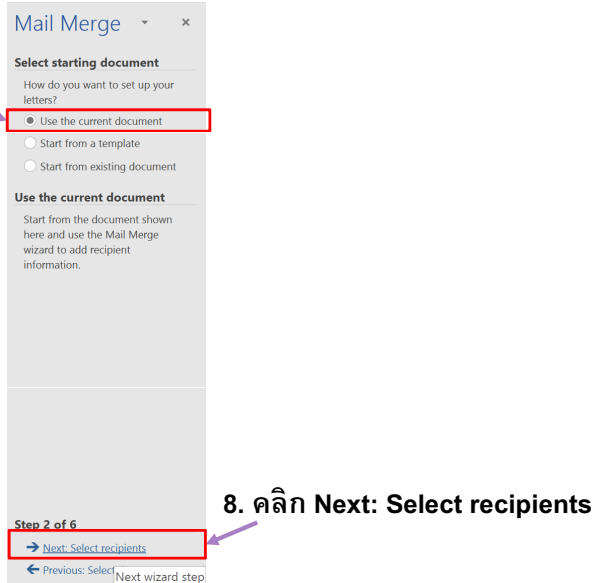 Mail Merge
Select starting document
How do you want to set up your
letters?
Use the current document
Start from a template
Start from existing document
Use the current document
Start from the document shown
here and use the Mail Merge
wizard to add recipient
information.
8. คลิก Next: Select recipients
Step 2 of 6
Next: Select recipients
Previous: Select
Next wizard step